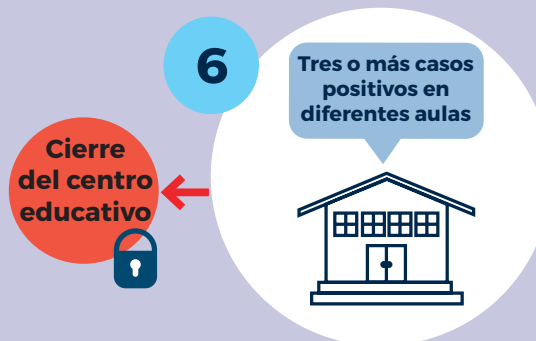 6
Tres o más casos
positivos en
diferentes aulas
Cierre
del centro
educativo